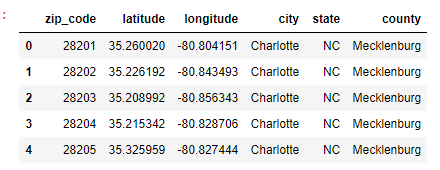 :
zip_code latitude longitude city state county
0 28201 35.260020 -80.804151 Charlotte NC Mecklenburg
1 28202 35.226192 -80.843493 Charlotte NC Mecklenburg
2 28203 35.208992 -80.856343 Charlotte NC Mecklenburg
3 28204 35.215342 -80.828706 Charlotte NC Mecklenburg
4 28205 35.325959 -80.827444 Charlotte NC Mecklenburg